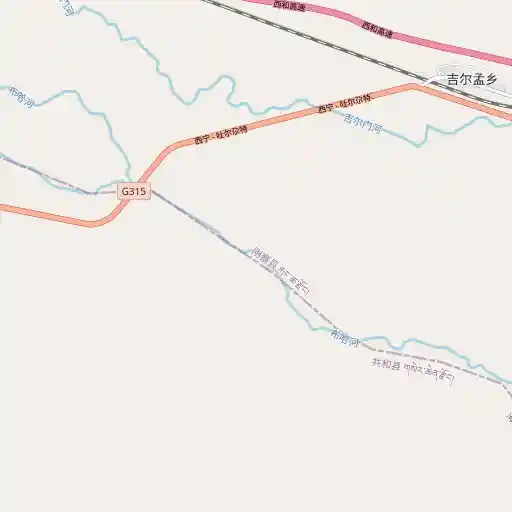 西和高速
西和高速
吉尔孟乡
布哈河
西宁 - 吐尔尕特
西宁 - 吐尔尕特
吉尔门河
G315
刚察县
布哈河
共和县